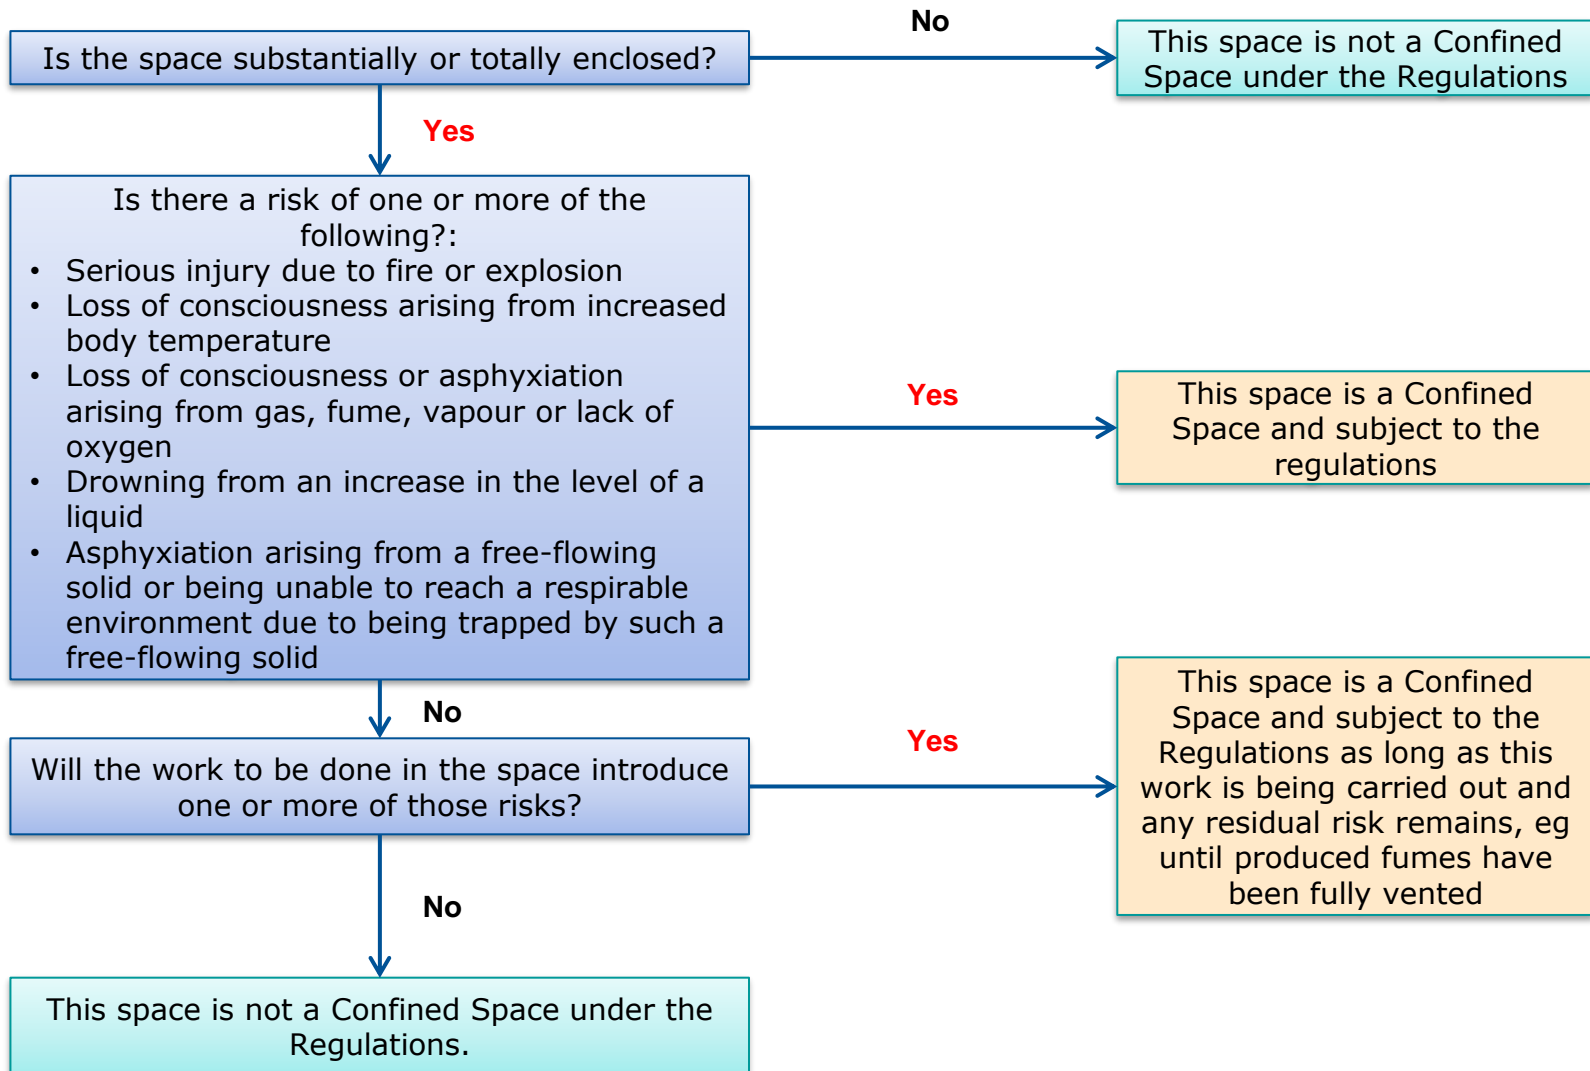 Is the space substantially or totally enclosed?
No
This space is not a Confined
Space under the Regulations
Yes
Is there a risk of one or more of the
following?:
• Serious injury due to fire or explosion
• Loss of consciousness arising from increased
body temperature
• Loss of consciousness or asphyxiation
arising from gas, fume, vapour or lack of
oxygen
• Drowning from an increase in the level of a
liquid
• Asphyxiation arising from a free-flowing
solid or being unable to reach a respirable
environment due to being trapped by such a
free-flowing solid
Yes
This space is a Confined
Space and subject to the
regulations
No
Will the work to be done in the space introduce
one or more of those risks?
Yes
This space is a Confined
Space and subject to the
Regulations as long as this
work is being carried out and
any residual risk remains, eg
until produced fumes have
been fully vented
No
This space is not a Confined Space under the
Regulations.